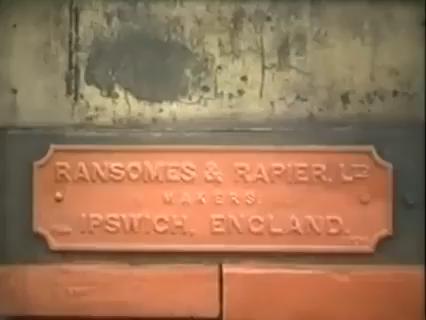 RANSOMES & RAPIER. LTD
MAKERS.
IPSWICH, ENGLAND.